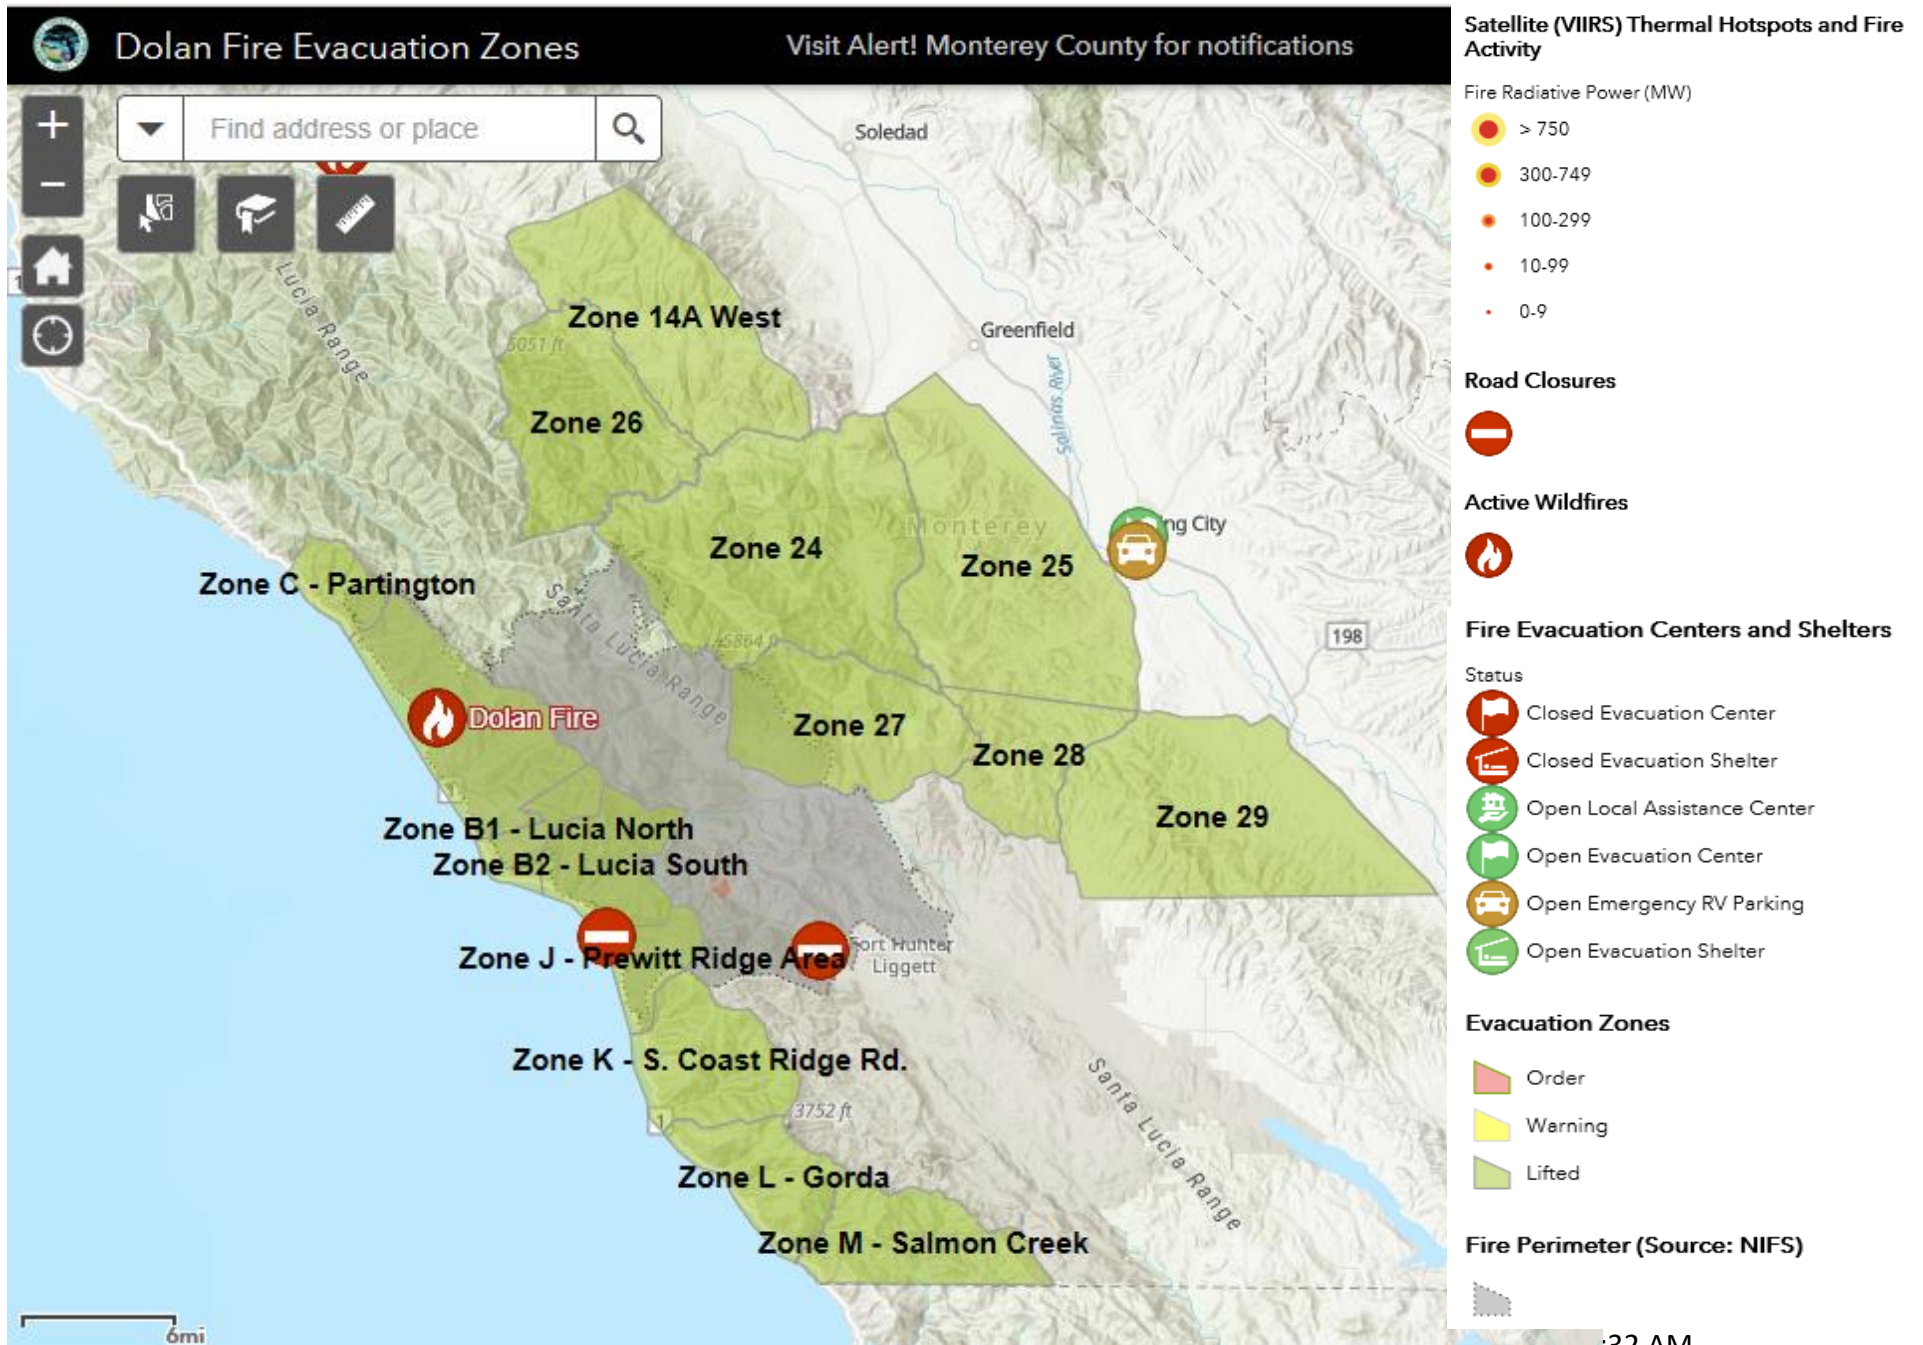 Dolan Fire Evacuation Zones
Visit Alert! Monterey County for notifications
Find address or place
Soledad
Lucia Range
Zone 14A West
5051 ft
Greenfield
Salinas River
Zone 26
Monterey
ng City
Zone 24
Zone 25
Zone C - Partington
Santa Lucia Range
5864 ft
198
Dolan Fire
Zone 27
Zone 28
1
Zone 29
Zone B1 - Lucia North
Zone B2 - Lucia South
Zone J - Prewitt Ridge Area
Fort Hunter
Liggett
Zone K - S. Coast Ridge Rd.
3752 ft
1
Santa Lucia Range
Zone L - Gorda
Zone M - Salmon Creek
6mi
Satellite (VIIRS) Thermal Hotspots and Fire
Activity
Fire Radiative Power (MW)
> 750
300-749
100-299
10-99
0-9
Road Closures
Active Wildfires
Fire Evacuation Centers and Shelters
Status
Closed Evacuation Center
Closed Evacuation Shelter
Open Local Assistance Center
Open Evacuation Center
Open Emergency RV Parking
Open Evacuation Shelter
Evacuation Zones
Order
Warning
Lifted
Fire Perimeter (Source: NIFS)
:32 AM